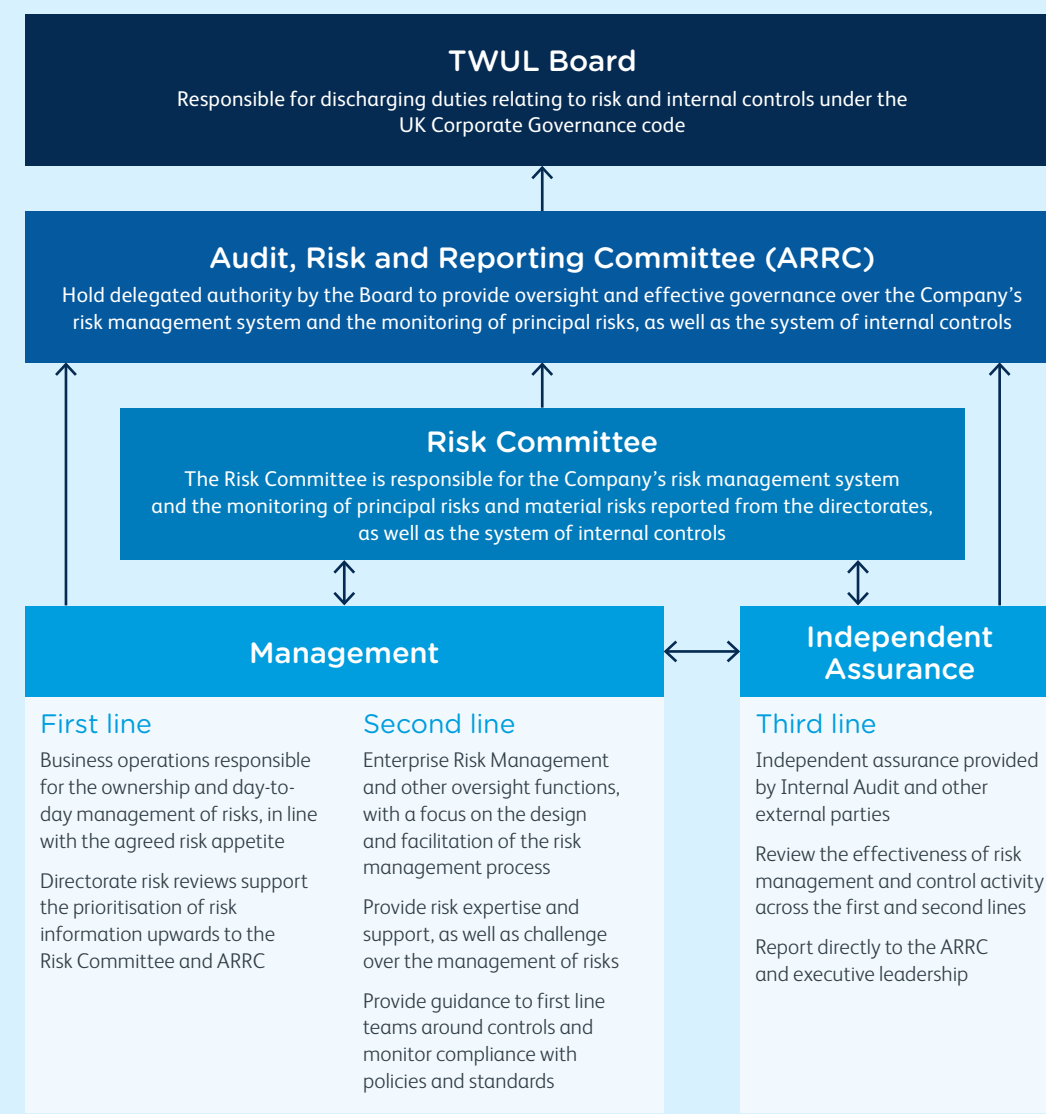 TWUL Board
Responsible for discharging duties relating to risk and internal controls under the
UK Corporate Governance code
Audit, Risk and Reporting Committee (ARRC)
Hold delegated authority by the Board to provide oversight and effective governance over the Company’s
risk management system and the monitoring of principal risks, as well as the system of internal controls
Risk Committee
The Risk Committee is responsible for the Company’s risk management system
and the monitoring of principal risks and material risks reported from the directorates,
as well as the system of internal controls
Management
First line
Business operations responsible
for the ownership and day-to-
day management of risks, in line
with the agreed risk appetite
Directorate risk reviews support
the prioritisation of risk
information upwards to the
Risk Committee and ARRC
Second line
Enterprise Risk Management
and other oversight functions,
with a focus on the design
and facilitation of the risk
management process
Provide risk expertise and
support, as well as challenge
over the management of risks
Provide guidance to first line
teams around controls and
monitor compliance with
policies and standards
Independent
Assurance
Third line
Independent assurance provided
by Internal Audit and other
external parties
Review the effectiveness of risk
management and control activity
across the first and second lines
Report directly to the ARRC
and executive leadership